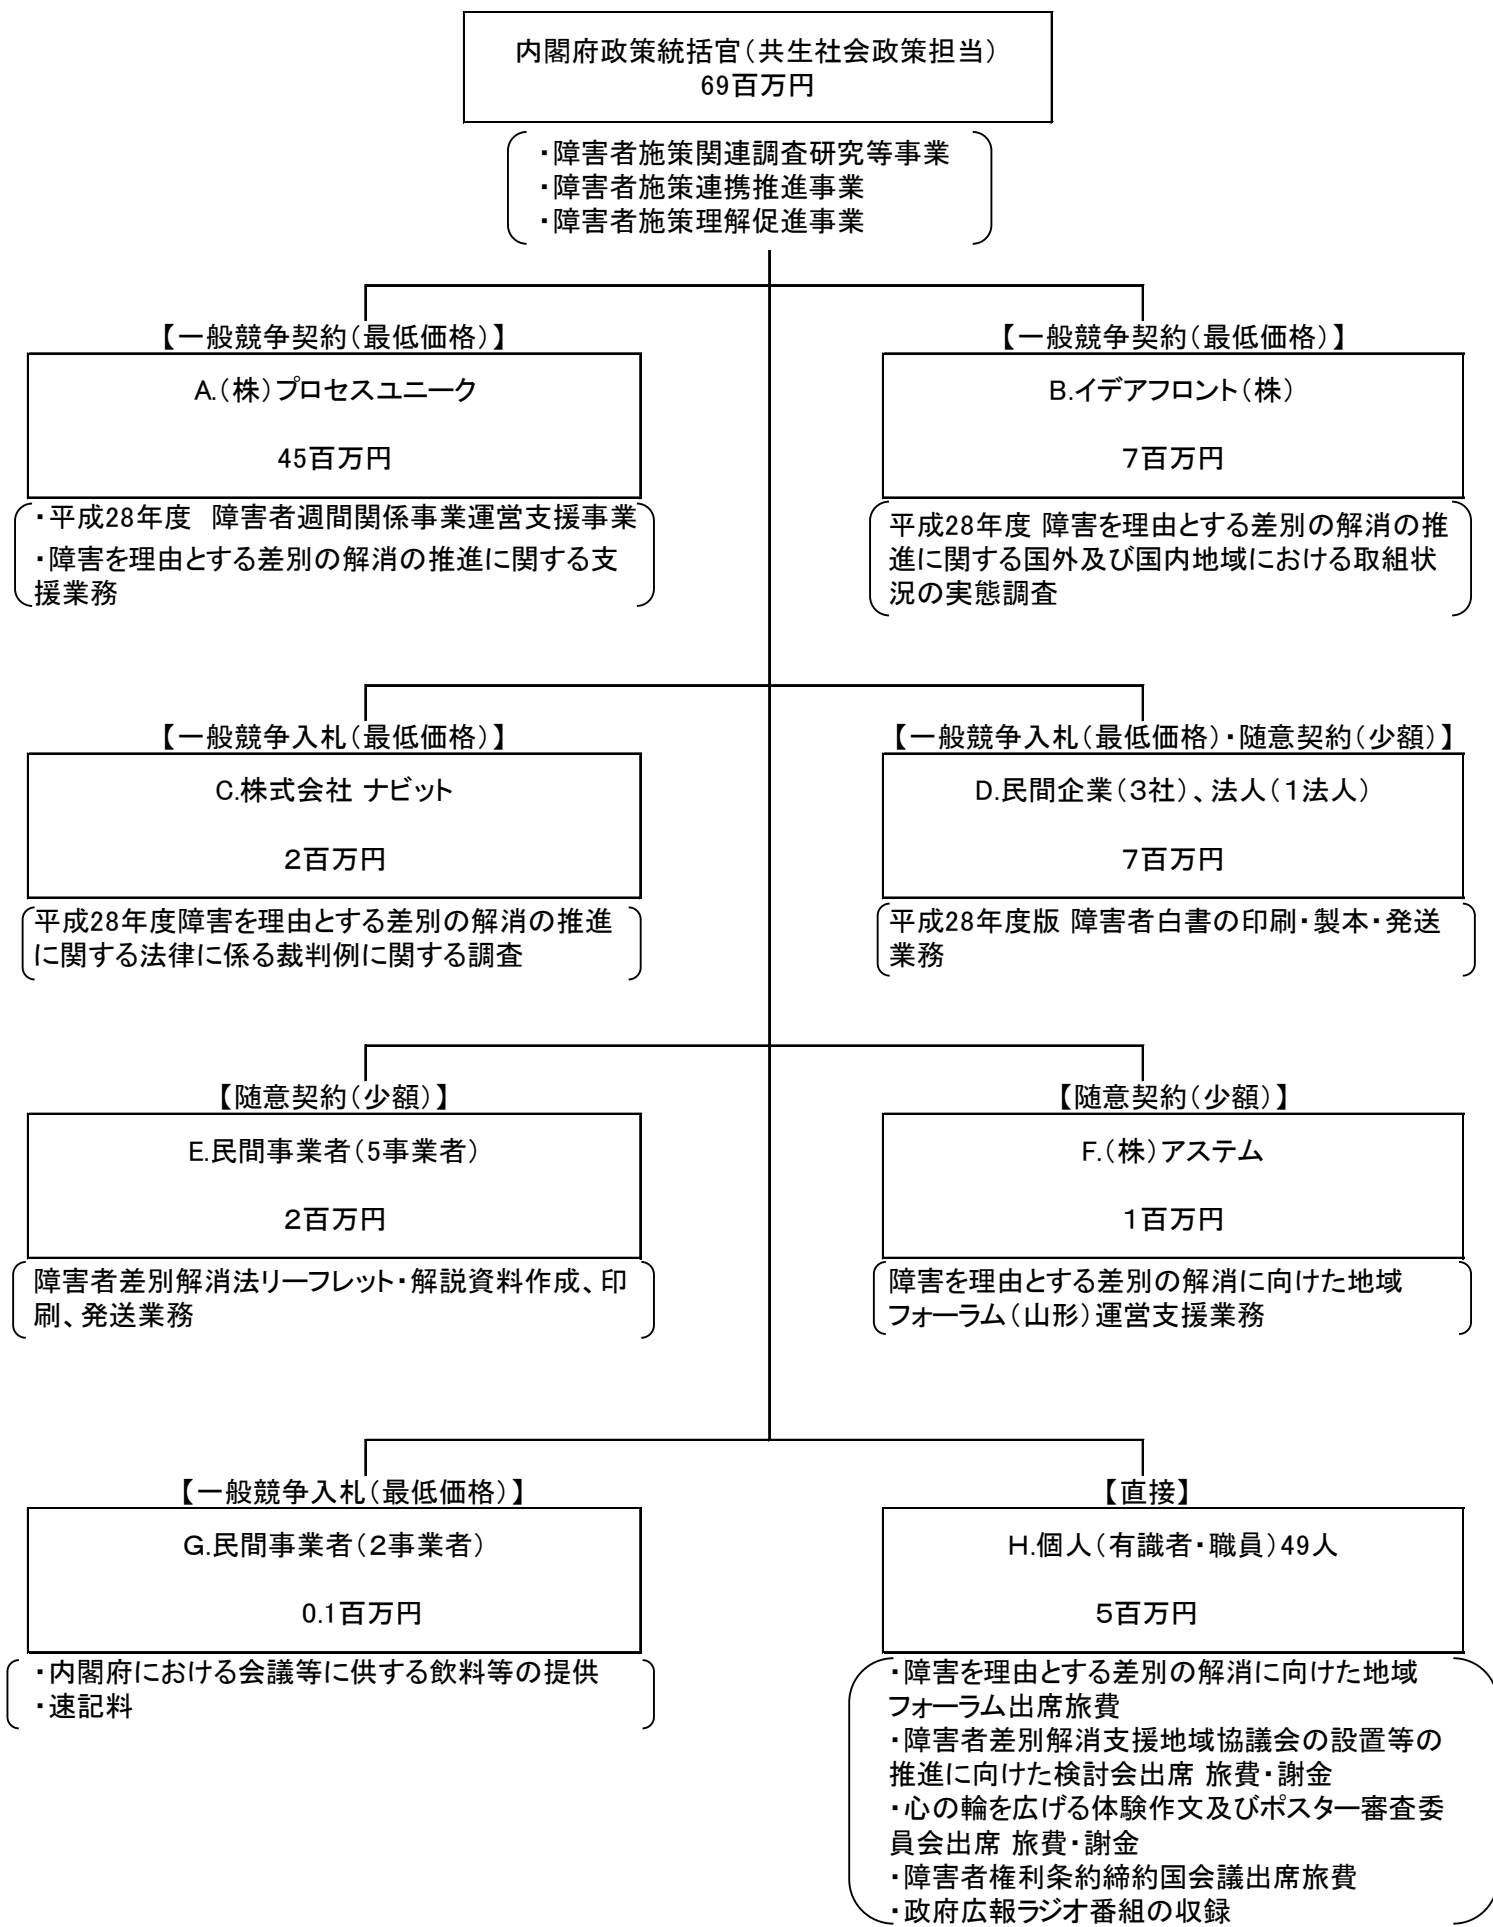 内閣府政策統括官（共生社会政策担当）
69百万円
・障害者施策関連調査研究等事業
・障害者施策連携推進事業
・障害者施策理解促進事業
【一般競争契約（最低価格）】
A.（株）プロセスユニーク
45百万円
・平成28年度　障害者週間関係事業運営支援事業
・障害を理由とする差別の解消の推進に関する支
援業務
【一般競争契約（最低価格）】
B.イデアフロント（株）
７百万円
平成28年度 障害を理由とする差別の解消の推
進に関する国外及び国内地域における取組状
況の実態調査
【一般競争入札（最低価格）】
C.株式会社 ナビット
２百万円
平成28年度障害を理由とする差別の解消の推進
に関する法律に係る裁判例に関する調査
【一般競争入札（最低価格）・随意契約（少額）】
D.民間企業（３社）、法人（１法人）
７百万円
平成28年度版 障害者白書の印刷・製本・発送
業務
【随意契約（少額）】
E.民間事業者（5事業者）
２百万円
障害者差別解消法リーフレット・解説資料作成、印
刷、発送業務
【随意契約（少額）】
F.（株）アステム
１百万円
障害を理由とする差別の解消に向けた地域
フォーラム（山形）運営支援業務
【一般競争入札（最低価格）】
G.民間事業者（２事業者）
0.1百万円
・内閣府における会議等に供する飲料等の提供
・速記料
【直接】
H.個人（有識者・職員）49人
５百万円
・障害を理由とする差別の解消に向けた地域
フォーラム出席旅費
・障害者差別解消支援地域協議会の設置等の
推進に向けた検討会出席 旅費・謝金
・心の輪を広げる体験作文及びポスター審査委
員会出席 旅費・謝金
・障害者権利条約締約国会議出席旅費
・政府広報ラジオ番組の収録